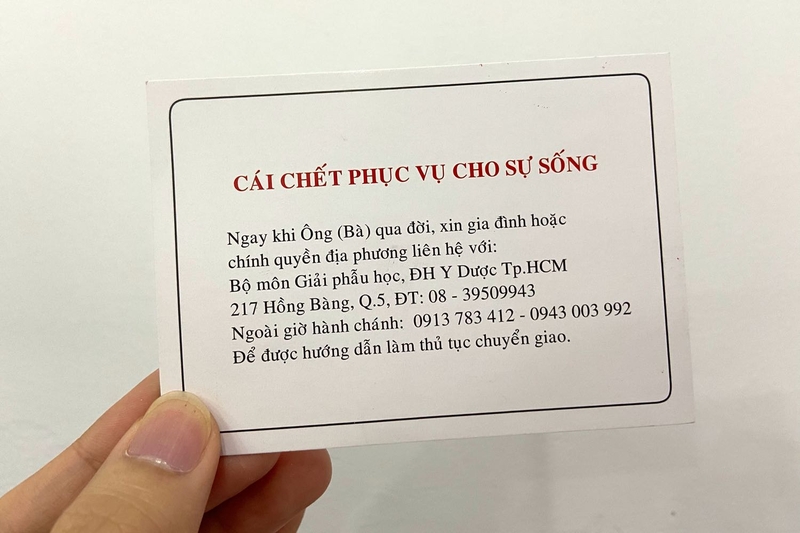 CÁI CHẾT PHỤC VỤ CHO SỰ SỐNG
Ngay khi Ông (Bà) qua đời, xin gia đình hoặc
chính quyền địa phương liên hệ với:
Bộ môn Giải phẫu học, ĐH Y Dược Tp.HCM
217 Hồng Bàng, Q.5, ĐT: 08 - 39509943
Ngoài giờ hành chánh: 0913 783 412 - 0943 003 992
Để được hướng dẫn làm thủ tục chuyển giao.